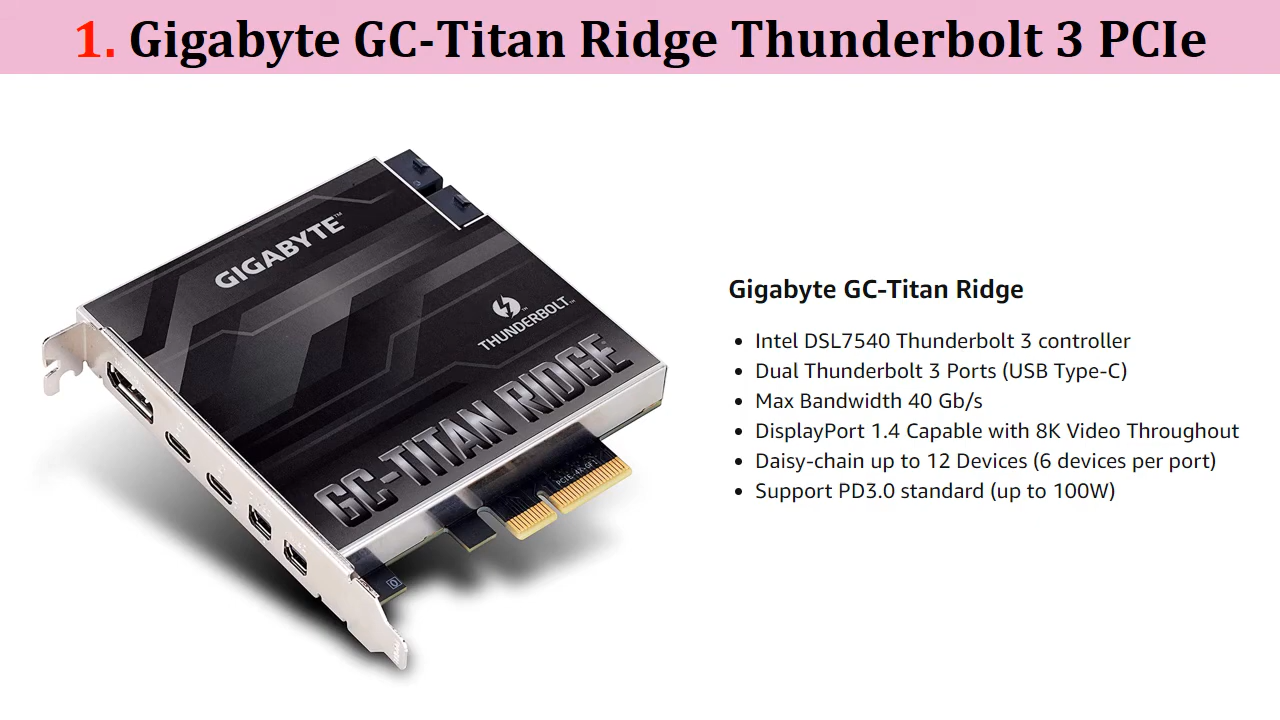 1. Gigabyte GC-Titan Ridge Thunderbolt 3 PCIe
GIGABYTE™
THUNDERBOLT™
GC-TITAN RIDGE
Gigabyte GC-Titan Ridge
• Intel DSL7540 Thunderbolt 3 controller
• Dual Thunderbolt 3 Ports (USB Type-C)
• Max Bandwidth 40 Gb/s
• DisplayPort 1.4 Capable with 8K Video Throughout
• Daisy-chain up to 12 Devices (6 devices per port)
• Support PD3.0 standard (up to 100W)